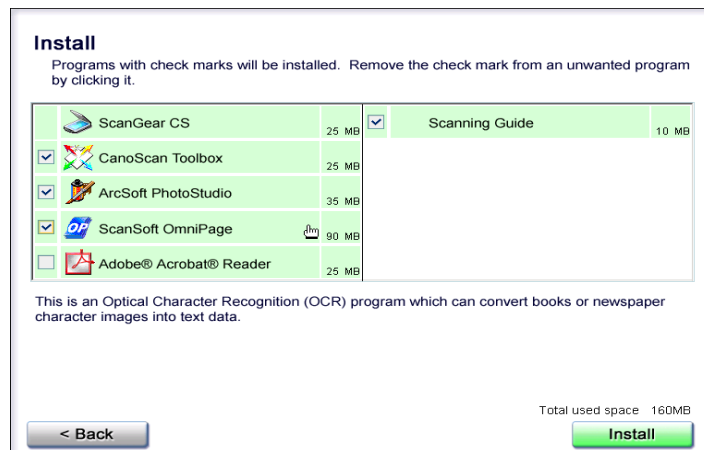 Install
Programs with check marks will be installed. Remove the check mark from an unwanted program
by clicking it.
ScanGear CS 25 MB
CanoScan Toolbox 25 MB
ArcSoft PhotoStudio 35 MB
OP ScanSoft OmniPage 90 MB
Adobe® Acrobat® Reader 25 MB
Scanning Guide 10 MB
This is an Optical Character Recognition (OCR) program which can convert books or newspaper
character images into text data.
Total used space 160MB
< Back
Install